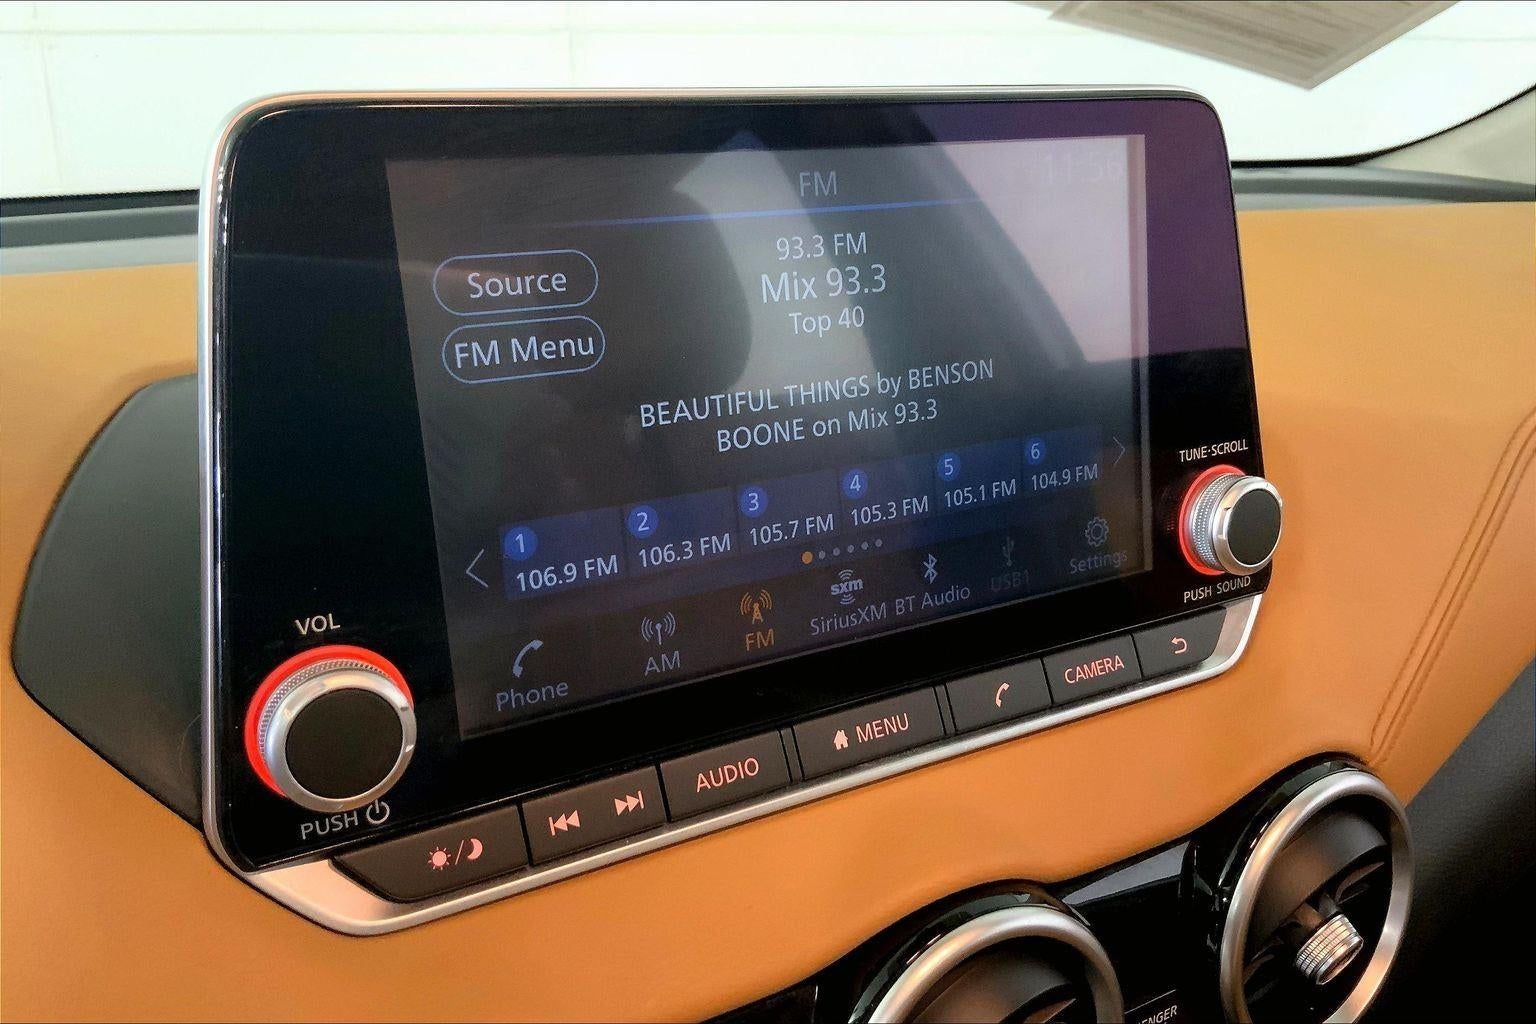 FM
11:56
93.3 FM
Mix 93.3
Top 40
Source
FM Menu
BEAUTIFUL THINGS by BENSON
BOONE on Mix 93.3
1
2
3
4
5
6
106.9 FM
106.3 FM
105.7 FM
105.3 FM
105.1 FM
104.9 FM
Phone
AM
FM
sxm
SiriusXM
BT Audio
USB1
Settings
TUNE·SCROLL
PUSH SOUND
VOL
PUSH
AUDIO
MENU
CAMERA